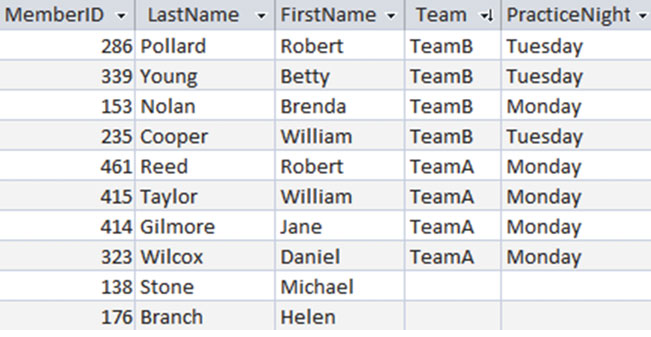 MemberID LastName FirstName Team PracticeNight
286 Pollard Robert TeamB Tuesday
339 Young Betty TeamB Tuesday
153 Nolan Brenda TeamB Monday
235 Cooper William TeamB Tuesday
461 Reed Robert TeamA Monday
415 Taylor William TeamA Monday
414 Gilmore Jane TeamA Monday
323 Wilcox Daniel TeamA Monday
138 Stone Michael
176 Branch Helen